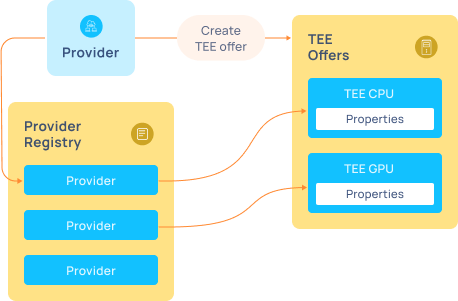 Provider
Create
TEE offer
TEE
Offers
TEE CPU
Properties
TEE GPU
Properties
Provider
Registry
Provider
Provider
Provider